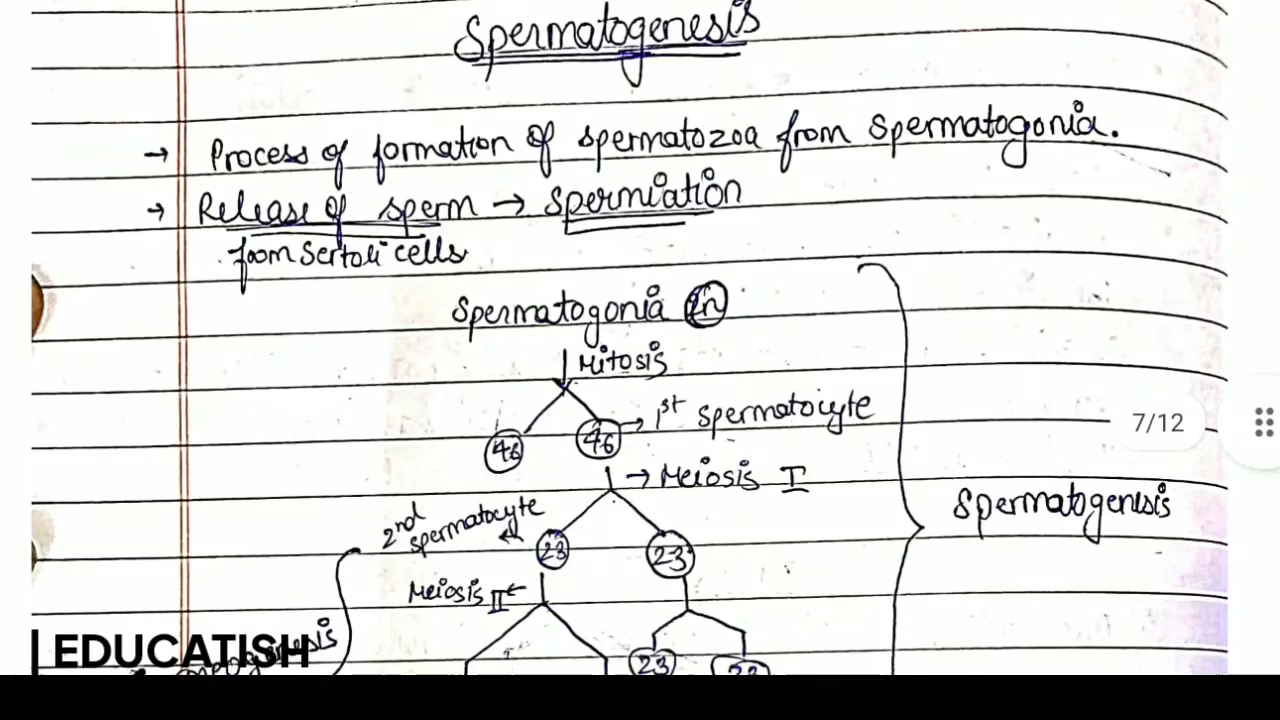 Spermatogenesis
→ Process of formation of spermatozoa from spermatogonia.
→ Release of sperm → Spermiation
from Sertoli cells
Spermatogonia 2n
Mitosis
46 46 → 1st spermatocyte
→ Meiosis I
2nd spermatocyte ← 23 23
Meiosis II ←
23 23
Spermatogenesis
7/12
| EDUCATISH